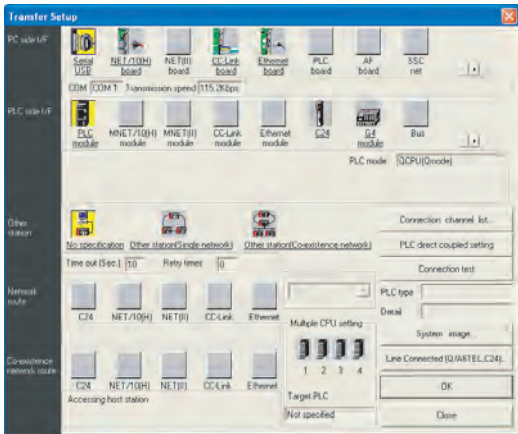 Transfer Setup
PC side I/F
Serial USB
NET/10(H) board
NET(II) board
CC-Link board
Ethernet board
PLC board
AF board
SSC net
COM COM 1 Transmission speed 115.2Kbps
PLC side I/F
PLC module
MNET/10(H) module
MNET(II) module
CC-Link module
Ethernet module
C24
G4 module
Bus
PLC mode QCPU(Qmode)
Other station
No specification
Other station(Single network)
Other station(Co-existence network)
Connection channel list...
PLC direct coupled setting
Time out (Sec.) 10 Retry times 0
Connection test
Network route
C24 NET/10(H) NET(II) CC-Link Ethernet
PLC type
Detail
Multiple CPU setting
1 2 3 4
Target PLC
Not specified
System image...
Line Connected (Q/A6TEL,C24)...
Co-existence network route
C24 NET/10(H) NET(II) CC-Link Ethernet
Accessing host station
OK
Close